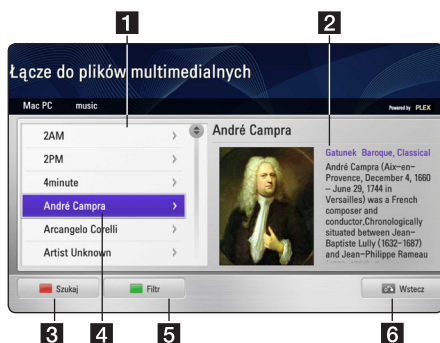 1
2
Łącze do plików multimedialnych
Mac PC music
Powered by PLEX
2AM
2PM
4minute
André Campra
Arcangelo Corelli
Artist Unknown
André Campra
Gatunek Baroque, Classical
André Campra (Aix-en-
Provence, December 4, 1660
– June 29, 1744 in
Versailles) was a French
composer and
conductor,Chronologically
situated between Jean-
Baptiste Lully (1632-1687)
and Jean-Philippe Rameau
Szukaj
Filtr
Wstecz
3
4
5
6